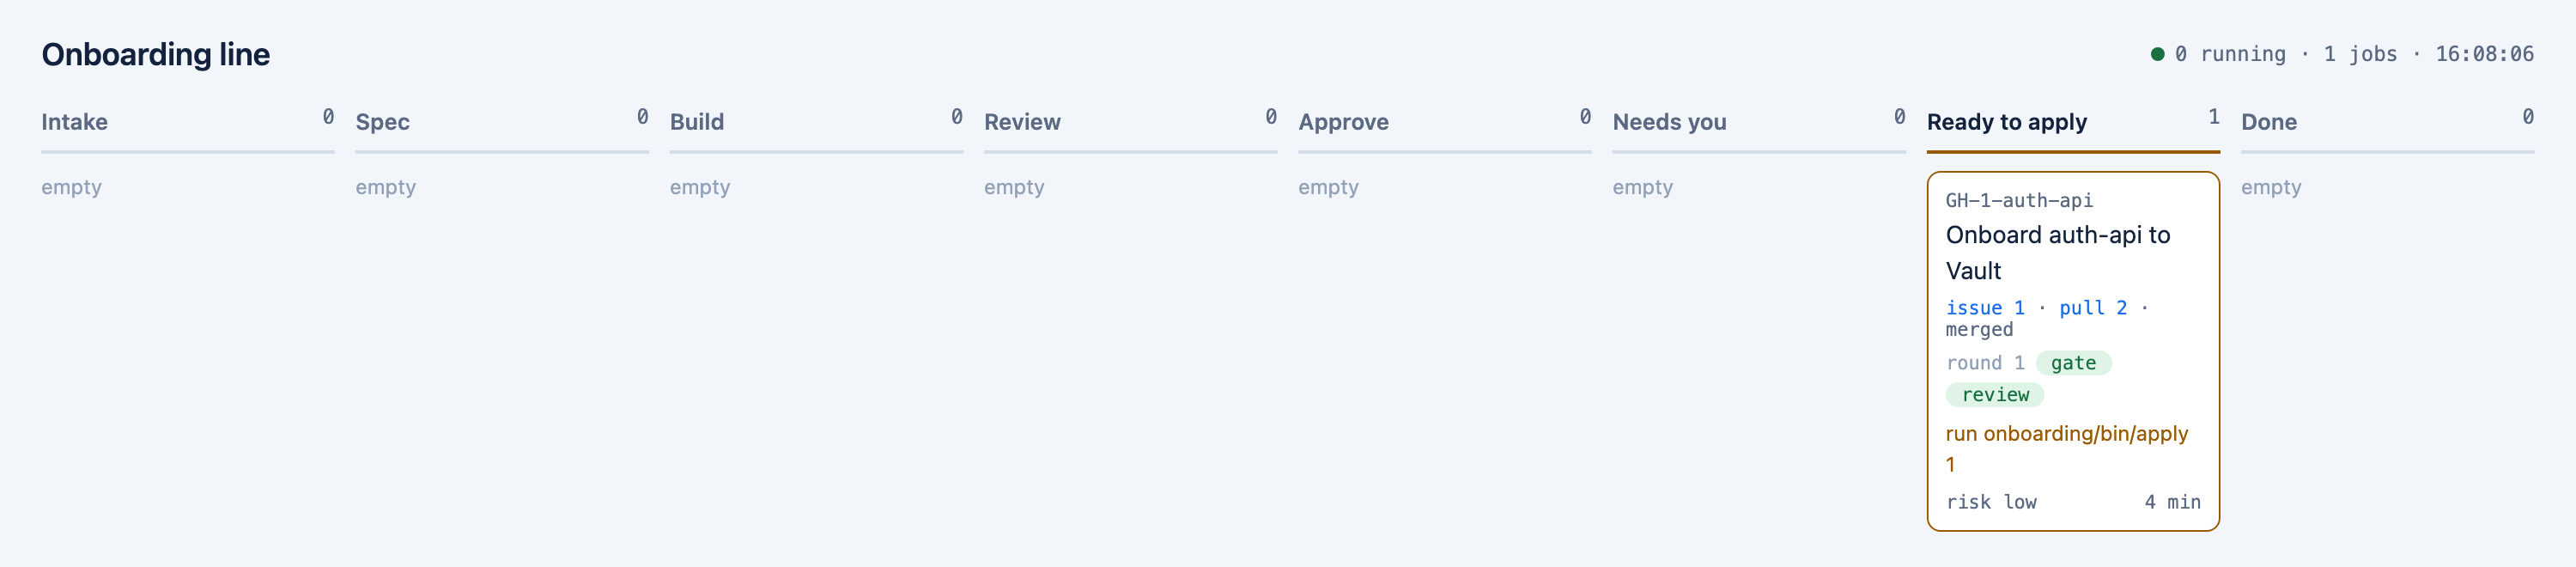 Onboarding line
0 running · 1 jobs · 16:08:06
Intake 0
Spec 0
Build 0
Review 0
Approve 0
Needs you 0
Ready to apply 1
Done 0
empty
empty
empty
empty
empty
empty
GH-1-auth-api
Onboard auth-api to
Vault
issue 1 · pull 2 ·
merged
round 1 gate
review
run onboarding/bin/apply
1
risk low 4 min
empty